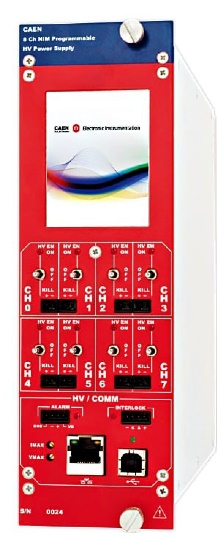 CAEN
8 Ch NIM Programmable
HV Power Supply
CAEN Electronic Instrumentation
HV EN HV EN HV EN HV EN
ON ON ON ON
OFF OFF OFF OFF
KILL KILL KILL KILL
CH 0 CH 1 CH 2 CH 3
HV EN HV EN HV EN HV EN
ON ON ON ON
OFF OFF OFF OFF
KILL KILL KILL KILL
CH 4 CH 5 CH 6 CH 7
HV / COMM
ALARM INTERLOCK
IMAX
VMAX
S/N 0024